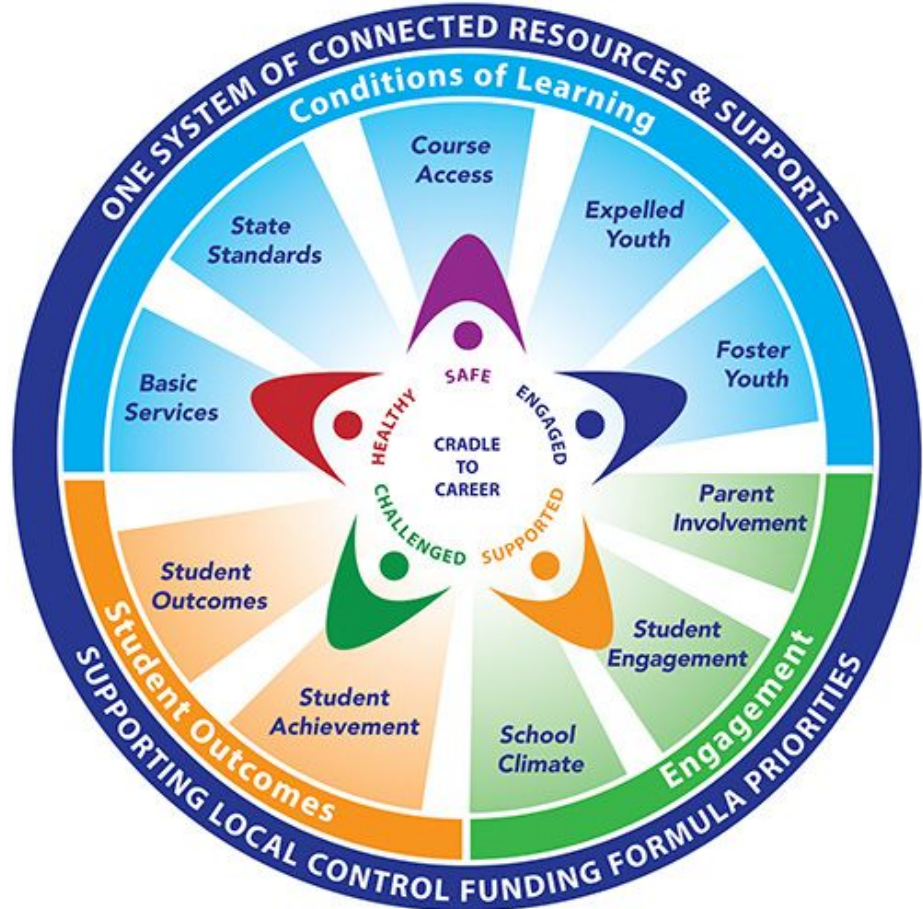 ONE SYSTEM OF CONNECTED RESOURCES & SUPPORTS
Conditions of Learning
Course
Access
State
Standards
Expelled
Youth
Basic
Services
Foster
Youth
SAFE
HEALTHY
ENGAGED
CRADLE
TO
CAREER
CHALLENGED
SUPPORTED
Parent
Involvement
Student
Engagement
School
Climate
Engagement
Student
Outcomes
Student
Achievement
Student Outcomes
SUPPORTING LOCAL CONTROL FUNDING FORMULA PRIORITIES